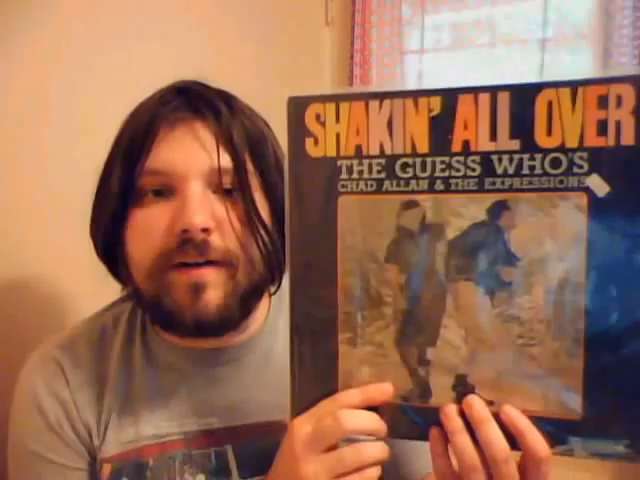 SHAKIN' ALL OVER
THE GUESS WHO'S
CHAD ALLAN & THE EXPRESSIONS